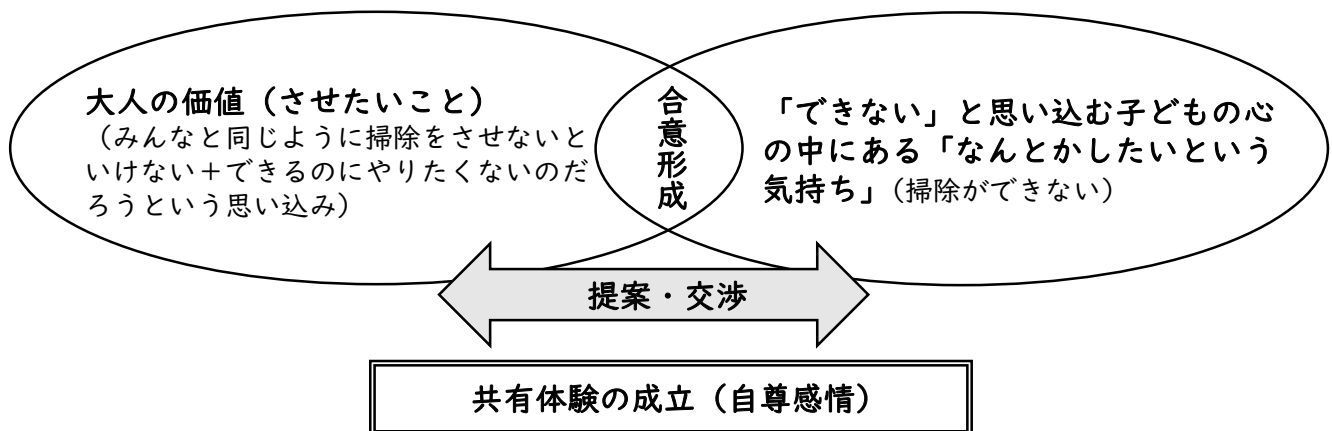 大人の価値（させたいこと）
（みんなと同じように掃除をさせないと
いけない＋できるのにやりたくないのだ
ろうという思い込み）
合意形成
「できない」と思い込む子どもの心
の中にある「なんとかしたいという
気持ち」（掃除ができない）
提案・交渉
共有体験の成立（自尊感情）